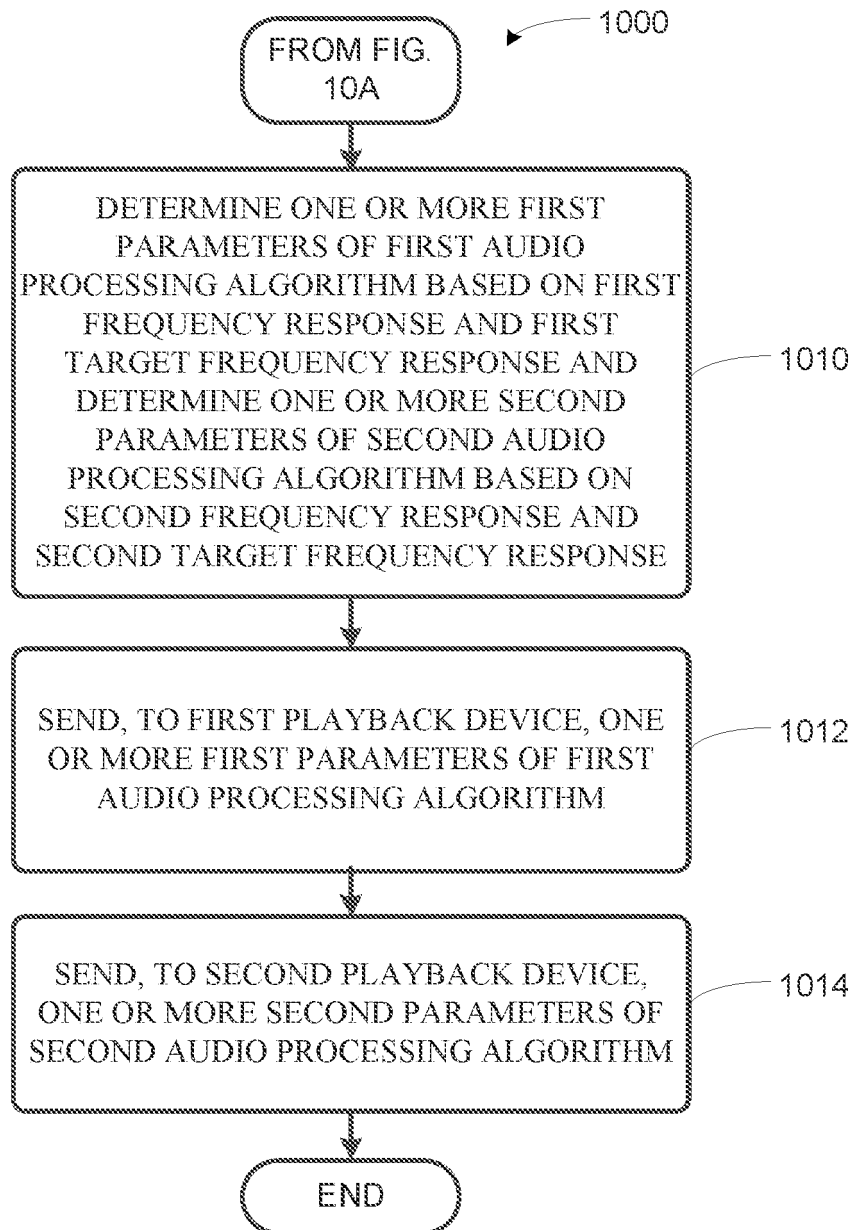 FROM FIG.
10A
1000
DETERMINE ONE OR MORE FIRST
PARAMETERS OF FIRST AUDIO
PROCESSING ALGORITHM BASED ON FIRST
FREQUENCY RESPONSE AND FIRST
TARGET FREQUENCY RESPONSE AND
DETERMINE ONE OR MORE SECOND
PARAMETERS OF SECOND AUDIO
PROCESSING ALGORITHM BASED ON
SECOND FREQUENCY RESPONSE AND
SECOND TARGET FREQUENCY RESPONSE
1010
SEND, TO FIRST PLAYBACK DEVICE, ONE
OR MORE FIRST PARAMETERS OF FIRST
AUDIO PROCESSING ALGORITHM
1012
SEND, TO SECOND PLAYBACK DEVICE,
ONE OR MORE SECOND PARAMETERS OF
SECOND AUDIO PROCESSING ALGORITHM
1014
END